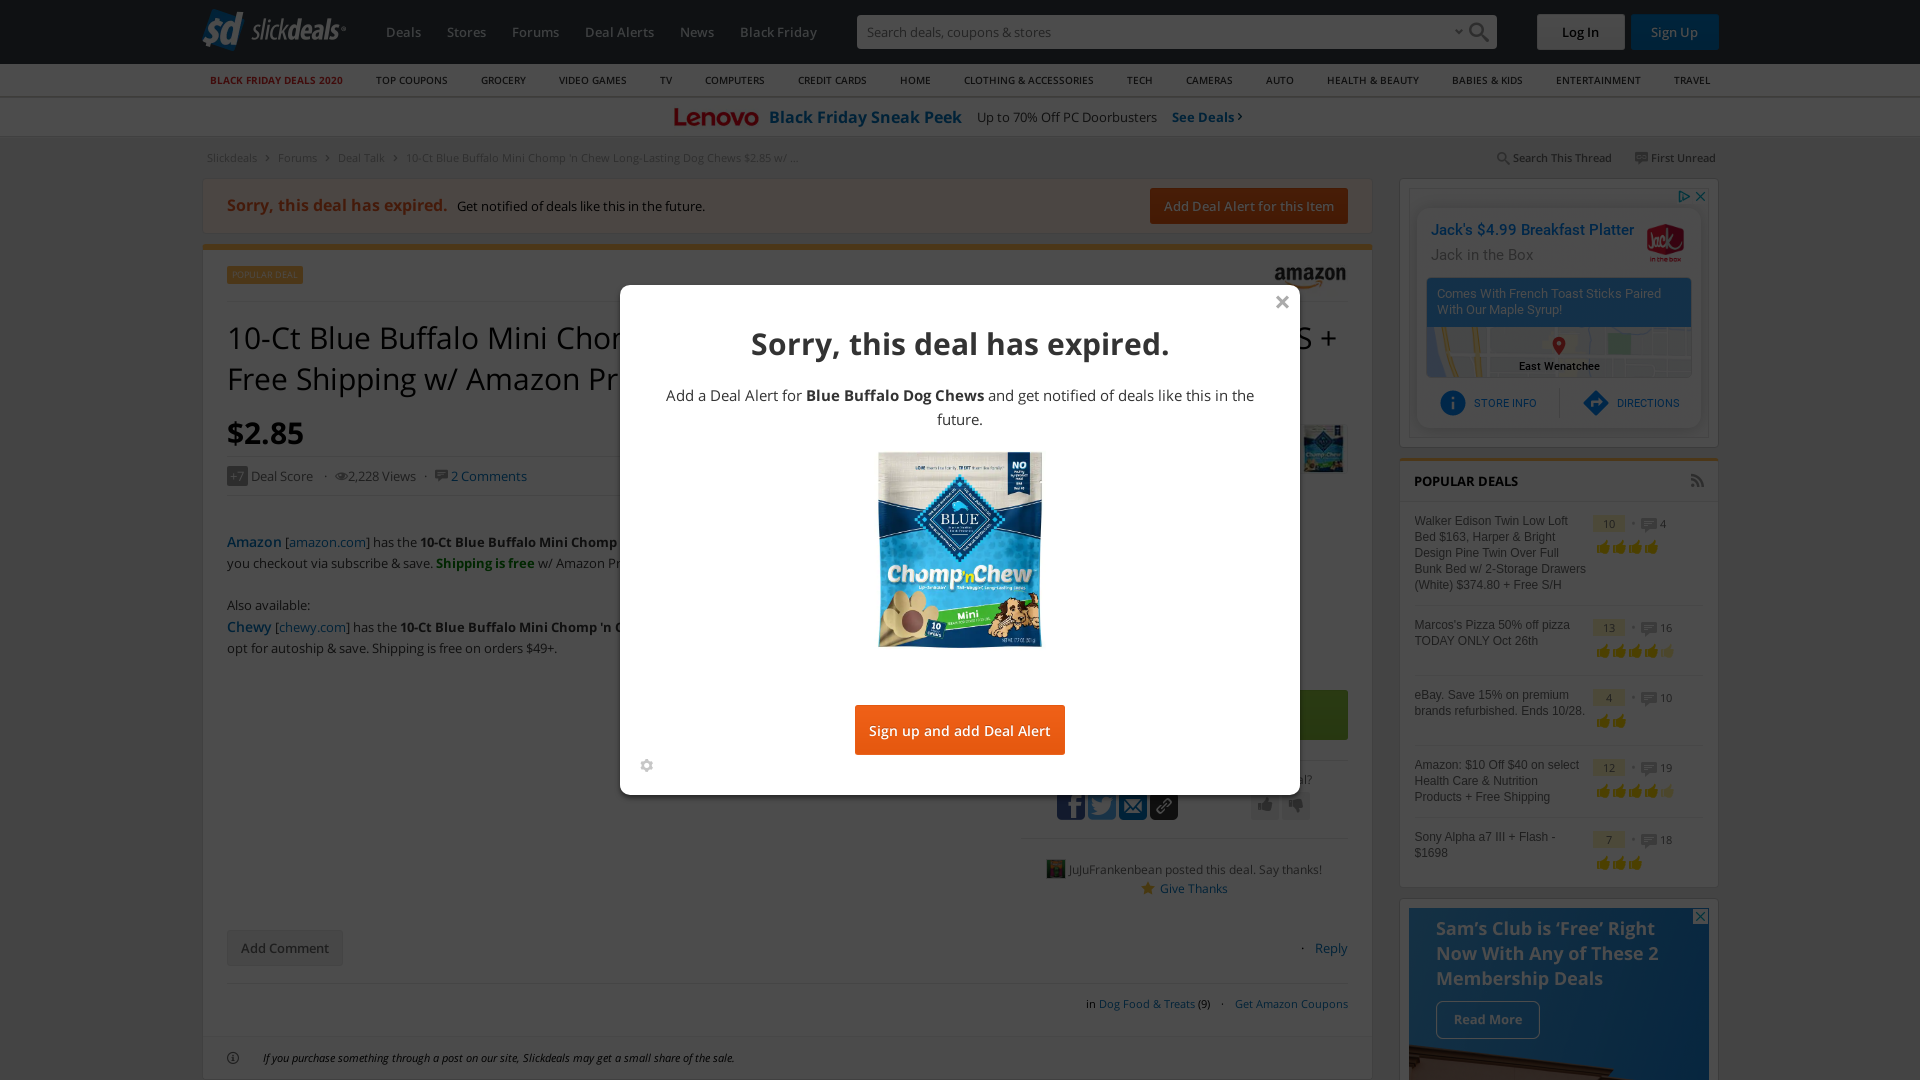 sd slickdeals
Deals Stores Forums Deal Alerts News Black Friday
Search deals, coupons & stores
Log In
Sign Up
BLACK FRIDAY DEALS 2020 TOP COUPONS GROCERY VIDEO GAMES TV COMPUTERS CREDIT CARDS HOME CLOTHING & ACCESSORIES TECH CAMERAS AUTO HEALTH & BEAUTY BABIES & KIDS ENTERTAINMENT TRAVEL
Lenovo Black Friday Sneak Peek Up to 70% Off PC Doorbusters See Deals
Slickdeals > Forums > Deal Talk > 10-Ct Blue Buffalo Mini Chomp 'n Chew Long-Lasting Dog Chews $2.85 w/ ...
Search This Thread
First Unread
Sorry, this deal has expired. Get notified of deals like this in the future.
Add Deal Alert for this Item
POPULAR DEAL
amazon
10-Ct Blue Buffalo Mini Chom
S +
Free Shipping w/ Amazon Pr
$2.85
+7 Deal Score · 2,228 Views · 2 Comments
Amazon [amazon.com] has the 10-Ct Blue Buffalo Mini Chomp
you checkout via subscribe & save. Shipping is free w/ Amazon Pr
Also available:
Chewy [chewy.com] has the 10-Ct Blue Buffalo Mini Chomp 'n C
opt for autoship & save. Shipping is free on orders $49+.
Sorry, this deal has expired.
Add a Deal Alert for Blue Buffalo Dog Chews and get notified of deals like this in the
future.
NO
BLUE
Chomp'nChew
Mini
10
Sign up and add Deal Alert
al?
JuJuFrankenbean posted this deal. Say thanks!
Give Thanks
Add Comment
· Reply
in Dog Food & Treats (9) · Get Amazon Coupons
If you purchase something through a post on our site, Slickdeals may get a small share of the sale.
Jack's $4.99 Breakfast Platter
Jack in the Box
Jack
in the box
Comes With French Toast Sticks Paired
With Our Maple Syrup!
East Wenatchee
STORE INFO
DIRECTIONS
POPULAR DEALS
Walker Edison Twin Low Loft
Bed $163, Harper & Bright
Design Pine Twin Over Full
Bunk Bed w/ 2-Storage Drawers
(White) $374.80 + Free S/H
10 · 4
Marcos's Pizza 50% off pizza
TODAY ONLY Oct 26th
13 · 16
eBay. Save 15% on premium
brands refurbished. Ends 10/28.
4 · 10
Amazon: $10 Off $40 on select
Health Care & Nutrition
Products + Free Shipping
12 · 19
Sony Alpha a7 III + Flash -
$1698
7 · 18
Sam's Club is 'Free' Right
Now With Any of These 2
Membership Deals
Read More